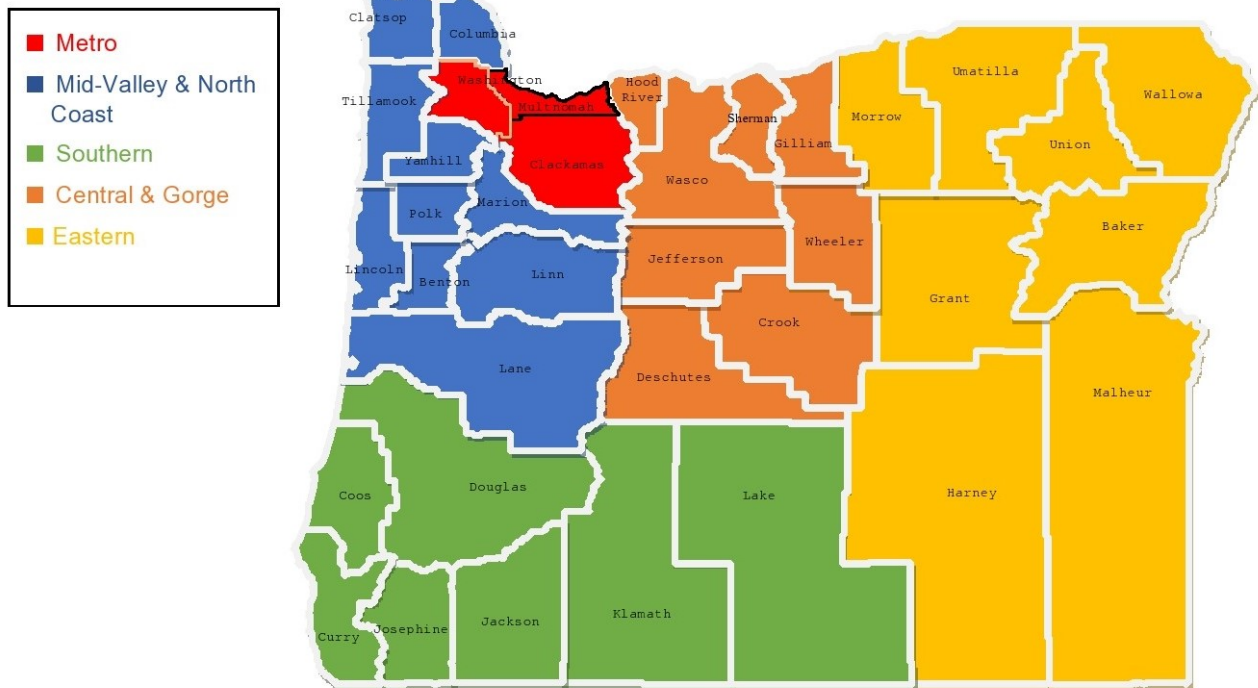 Metro
Mid-Valley & North
Coast
Southern
Central & Gorge
Eastern
Clatsop
Columbia
Washington
Tillamook
Multnomah
Hood
River
Sherman
Gilliam
Morrow
Umatilla
Wallowa
Union
Yamhill
Clackamas
Wasco
Polk
Marion
Baker
Wheeler
Jefferson
Lincoln
Benton
Linn
Grant
Crook
Lane
Deschutes
Malheur
Coos
Douglas
Lake
Harney
Curry
Josephine
Jackson
Klamath